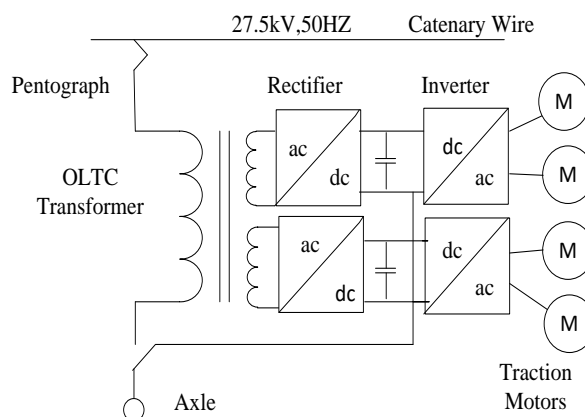 27.5kV,50HZ Catenary Wire
Pentograph
Rectifier
Inverter
M
ac
dc
dc
ac
M
OLTC
Transformer
ac
dc
dc
ac
M
M
Axle
Traction
Motors